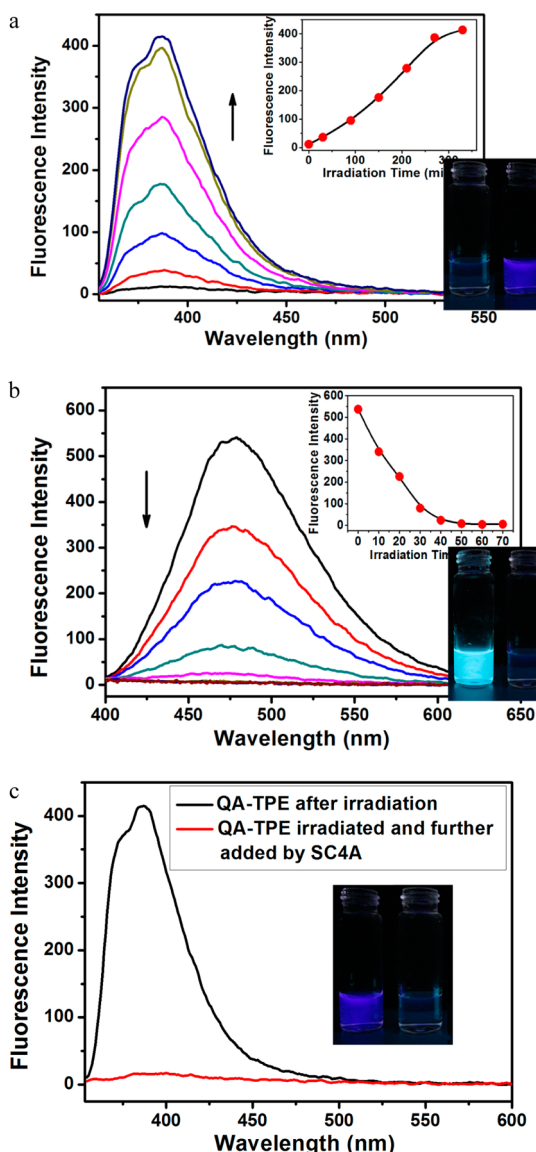 a
Fluorescence Intensity
400
300
200
100
0
400
450
500
550
Wavelength (nm)
Fluorescence Intensity
500
400
300
200
100
0
0
100
200
300
Irradiation Time (mi
b
Fluorescence Intensity
600
500
400
300
200
100
0
400
450
500
550
600
650
Wavelength (nm)
Fluorescence Intensity
600
500
400
300
200
100
0
0 10 20 30 40 50 60 70
Irradiation Tim
c
Fluorescence Intensity
400
300
200
100
0
400
450
500
550
600
Wavelength (nm)
QA-TPE after irradiation
QA-TPE irradiated and further
added by SC4A